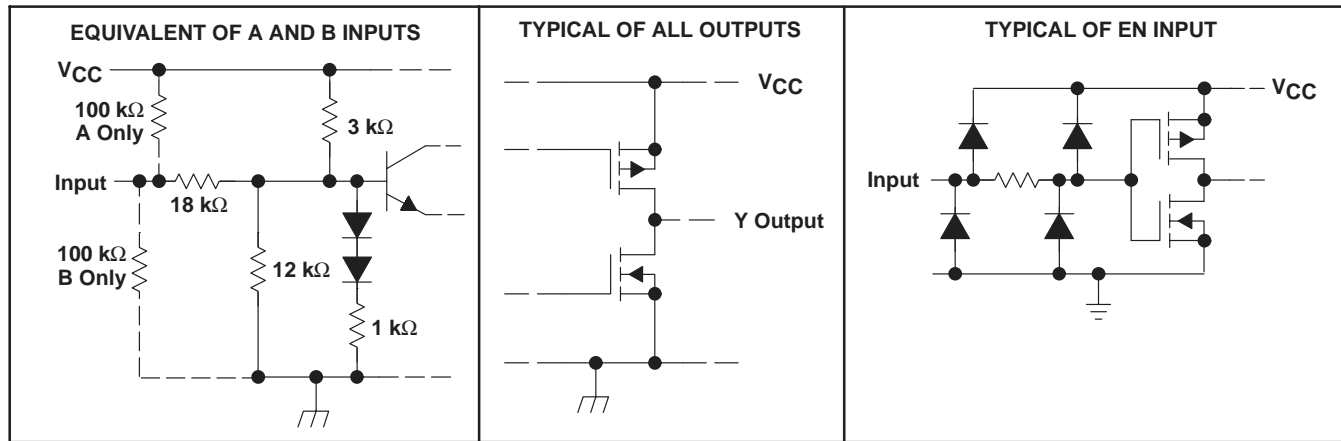 EQUIVALENT OF A AND B INPUTS
VCC
100 kΩ
A Only
3 kΩ
Input
18 kΩ
100 kΩ
B Only
12 kΩ
1 kΩ
TYPICAL OF ALL OUTPUTS
VCC
Y Output
TYPICAL OF EN INPUT
VCC
Input